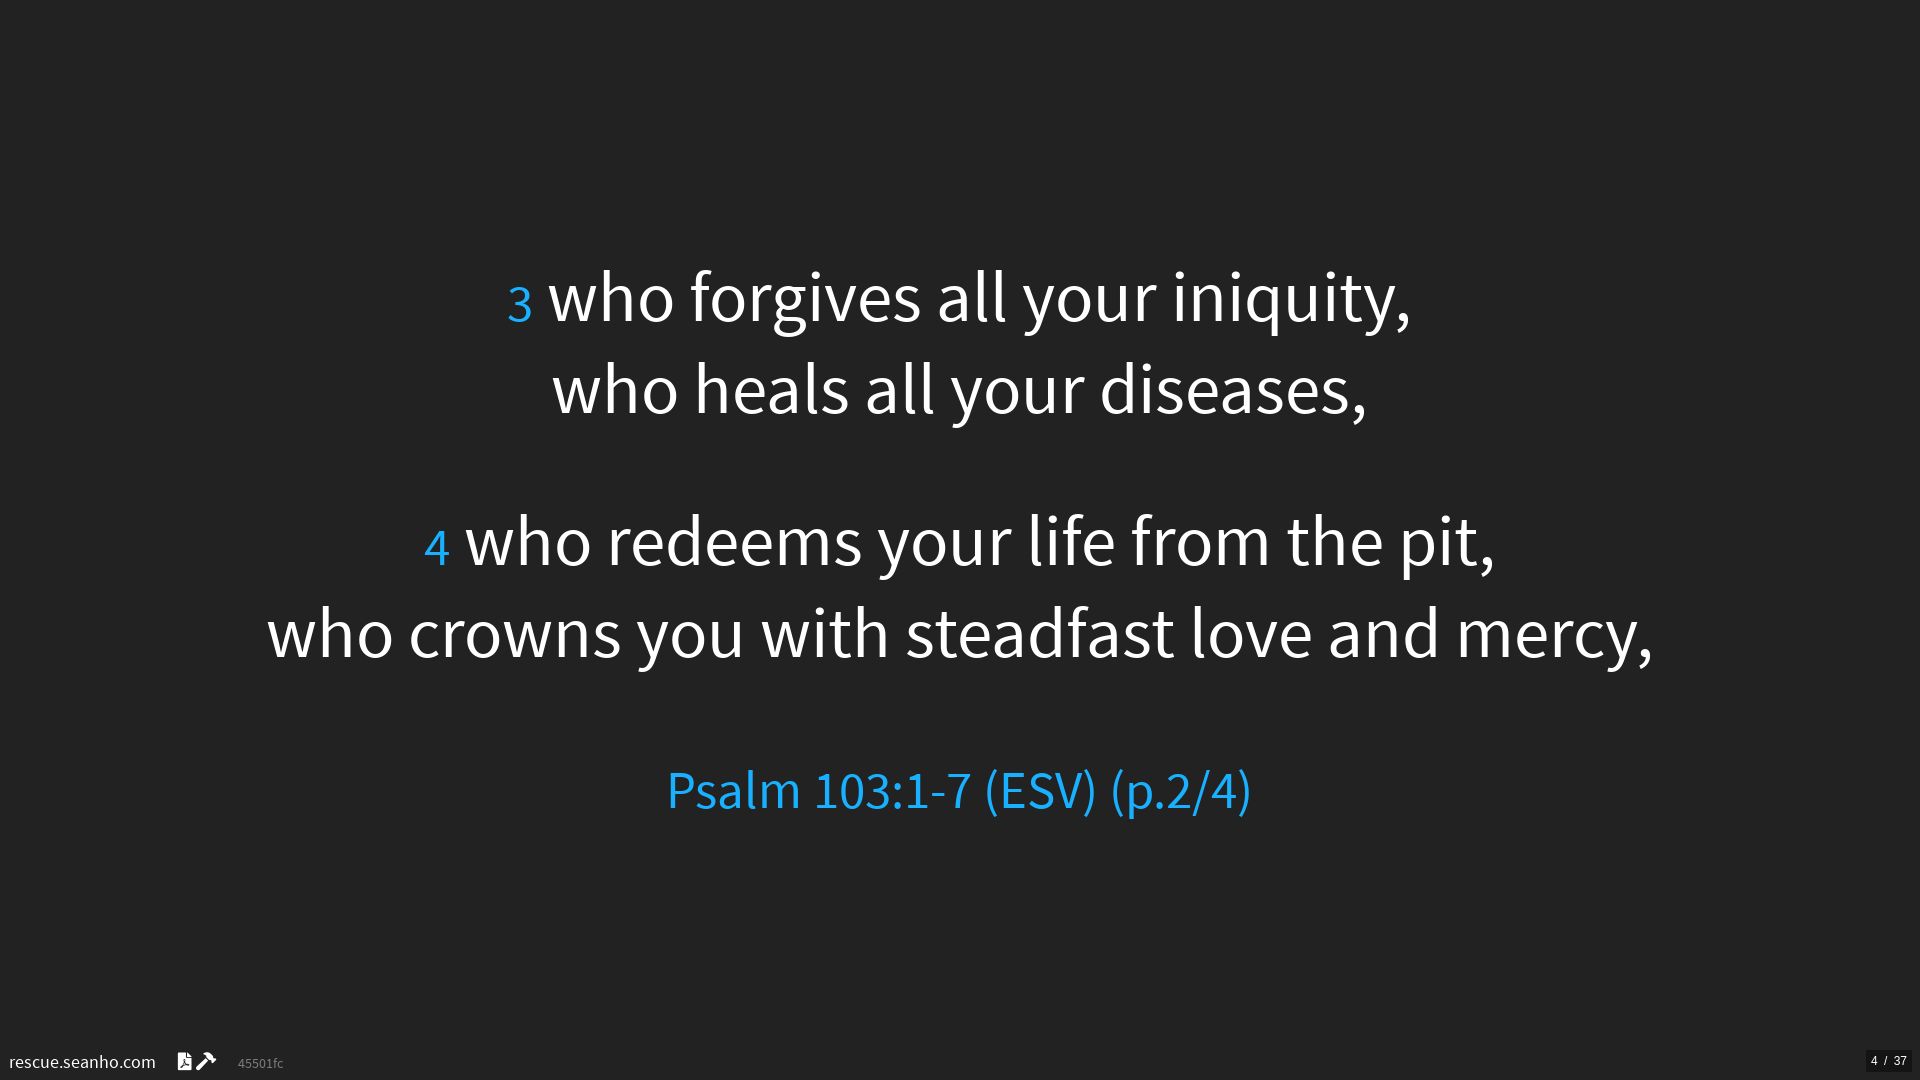 3 who forgives all your iniquity,
who heals all your diseases,
4 who redeems your life from the pit,
who crowns you with steadfast love and mercy,
Psalm 103:1-7 (ESV) (p.2/4)
rescue.seanho.com 45501fc
4 / 37